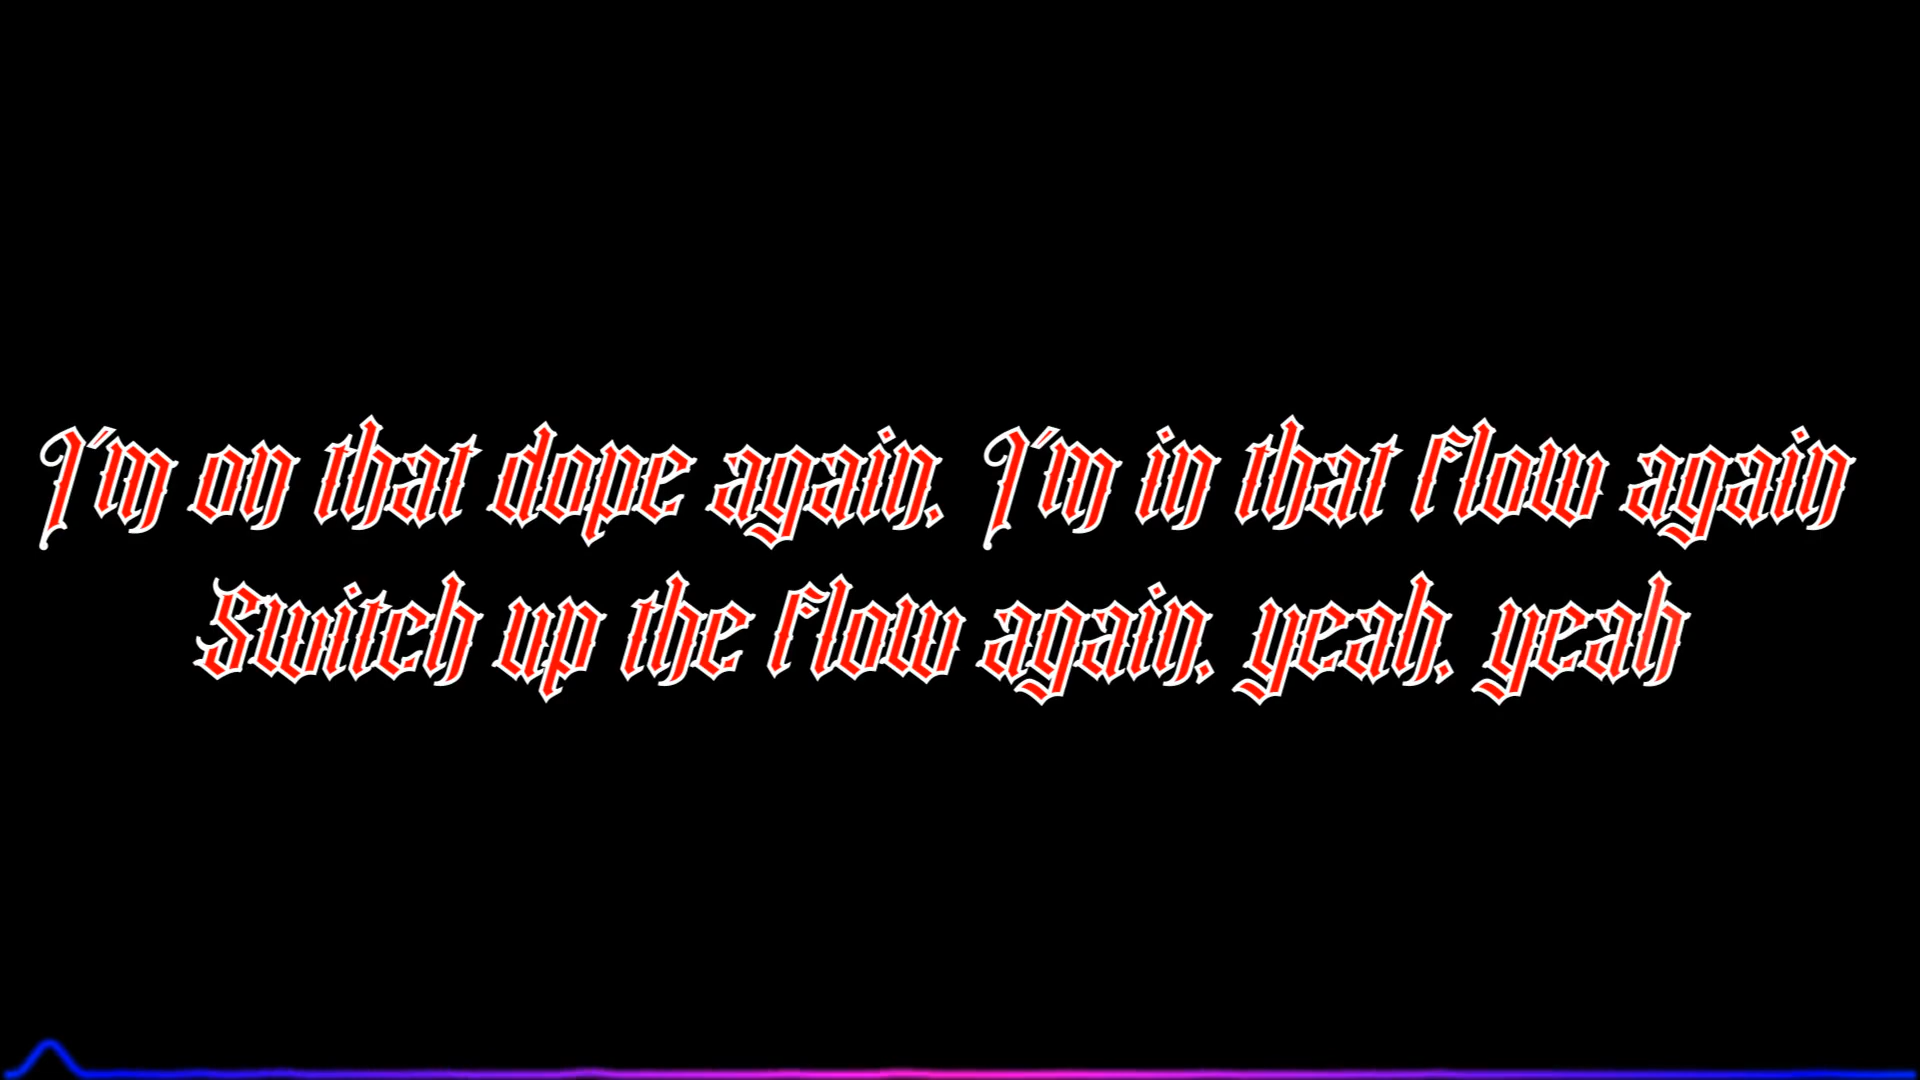 I'm on that dope again, I'm in that flow again
Switch up the flow again, yeah, yeah